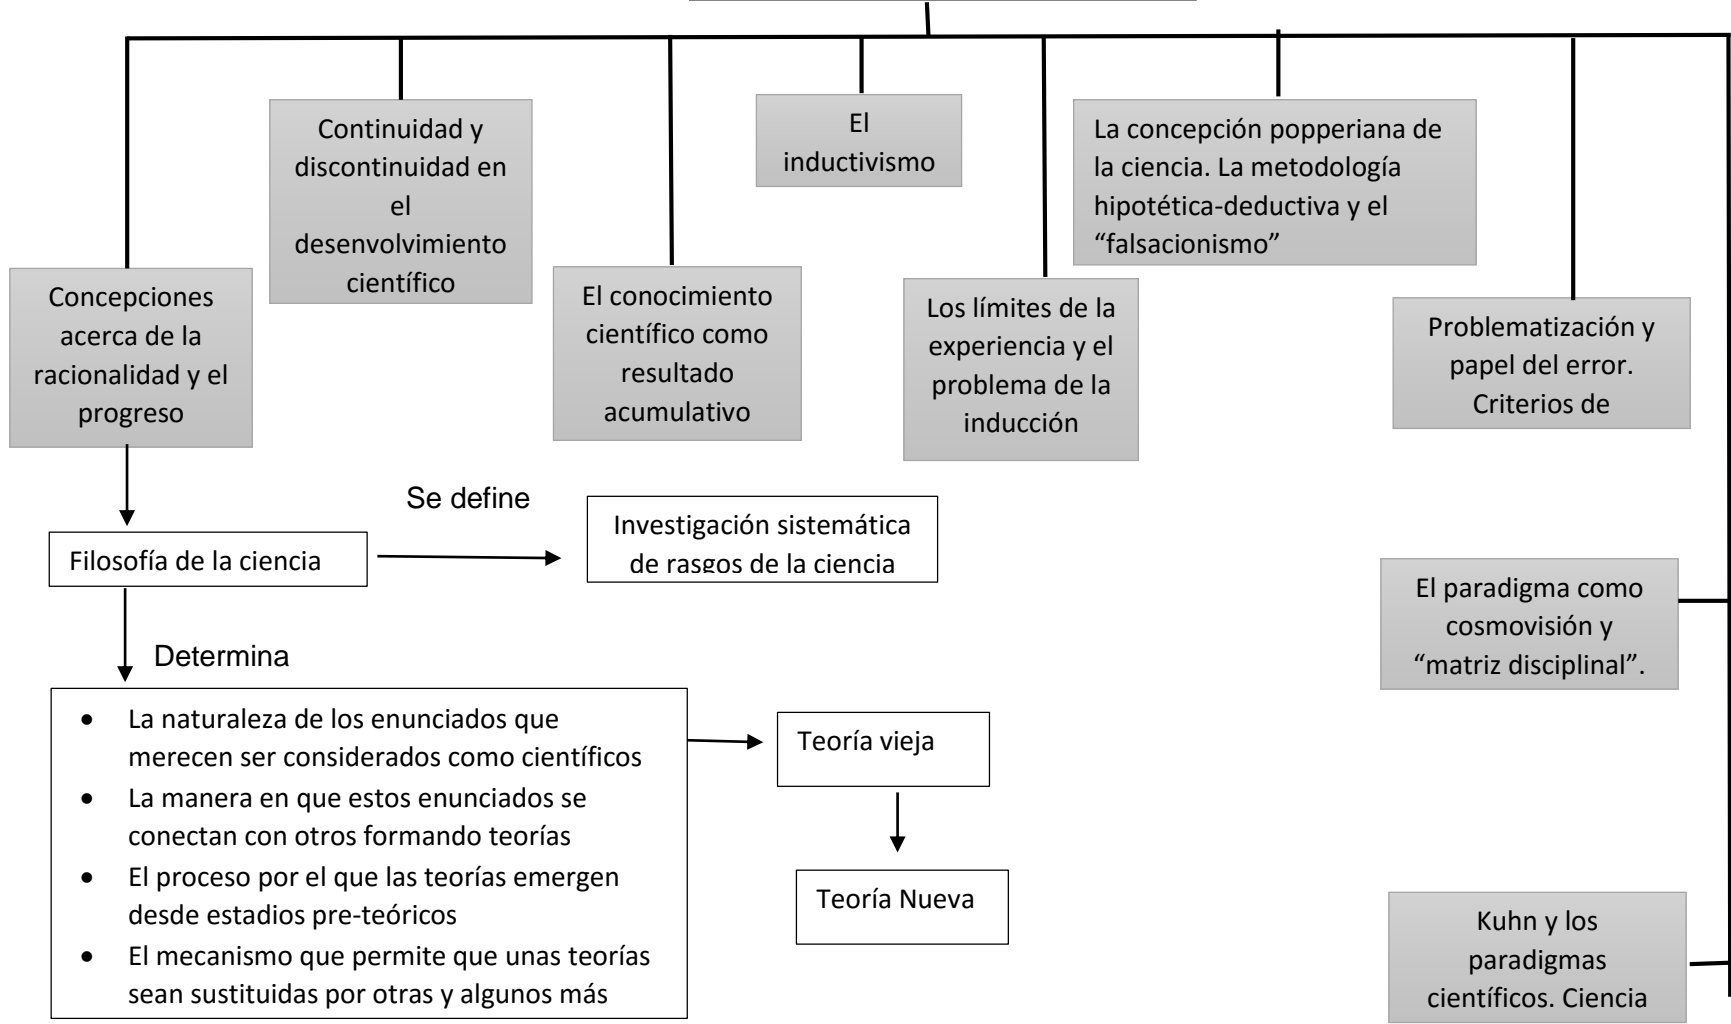 Continuidad y
discontinuidad en
el
desenvolvimiento
científico
El
inductivismo
La concepción popperiana de
la ciencia. La metodología
hipotética-deductiva y el
“falsacionismo”
Concepciones
acerca de la
racionalidad y el
progreso
El conocimiento
científico como
resultado
acumulativo
Los límites de la
experiencia y el
problema de la
inducción
Problematización y
papel del error.
Criterios de
Se define
Filosofía de la ciencia
Investigación sistemática
de rasgos de la ciencia
El paradigma como
cosmovisión y
“matriz disciplinal”.
Determina
• La naturaleza de los enunciados que
merecen ser considerados como científicos
• La manera en que estos enunciados se
conectan con otros formando teorías
• El proceso por el que las teorías emergen
desde estadios pre-teóricos
• El mecanismo que permite que unas teorías
sean sustituidas por otras y algunos más
Teoría vieja
Teoría Nueva
Kuhn y los
paradigmas
científicos. Ciencia